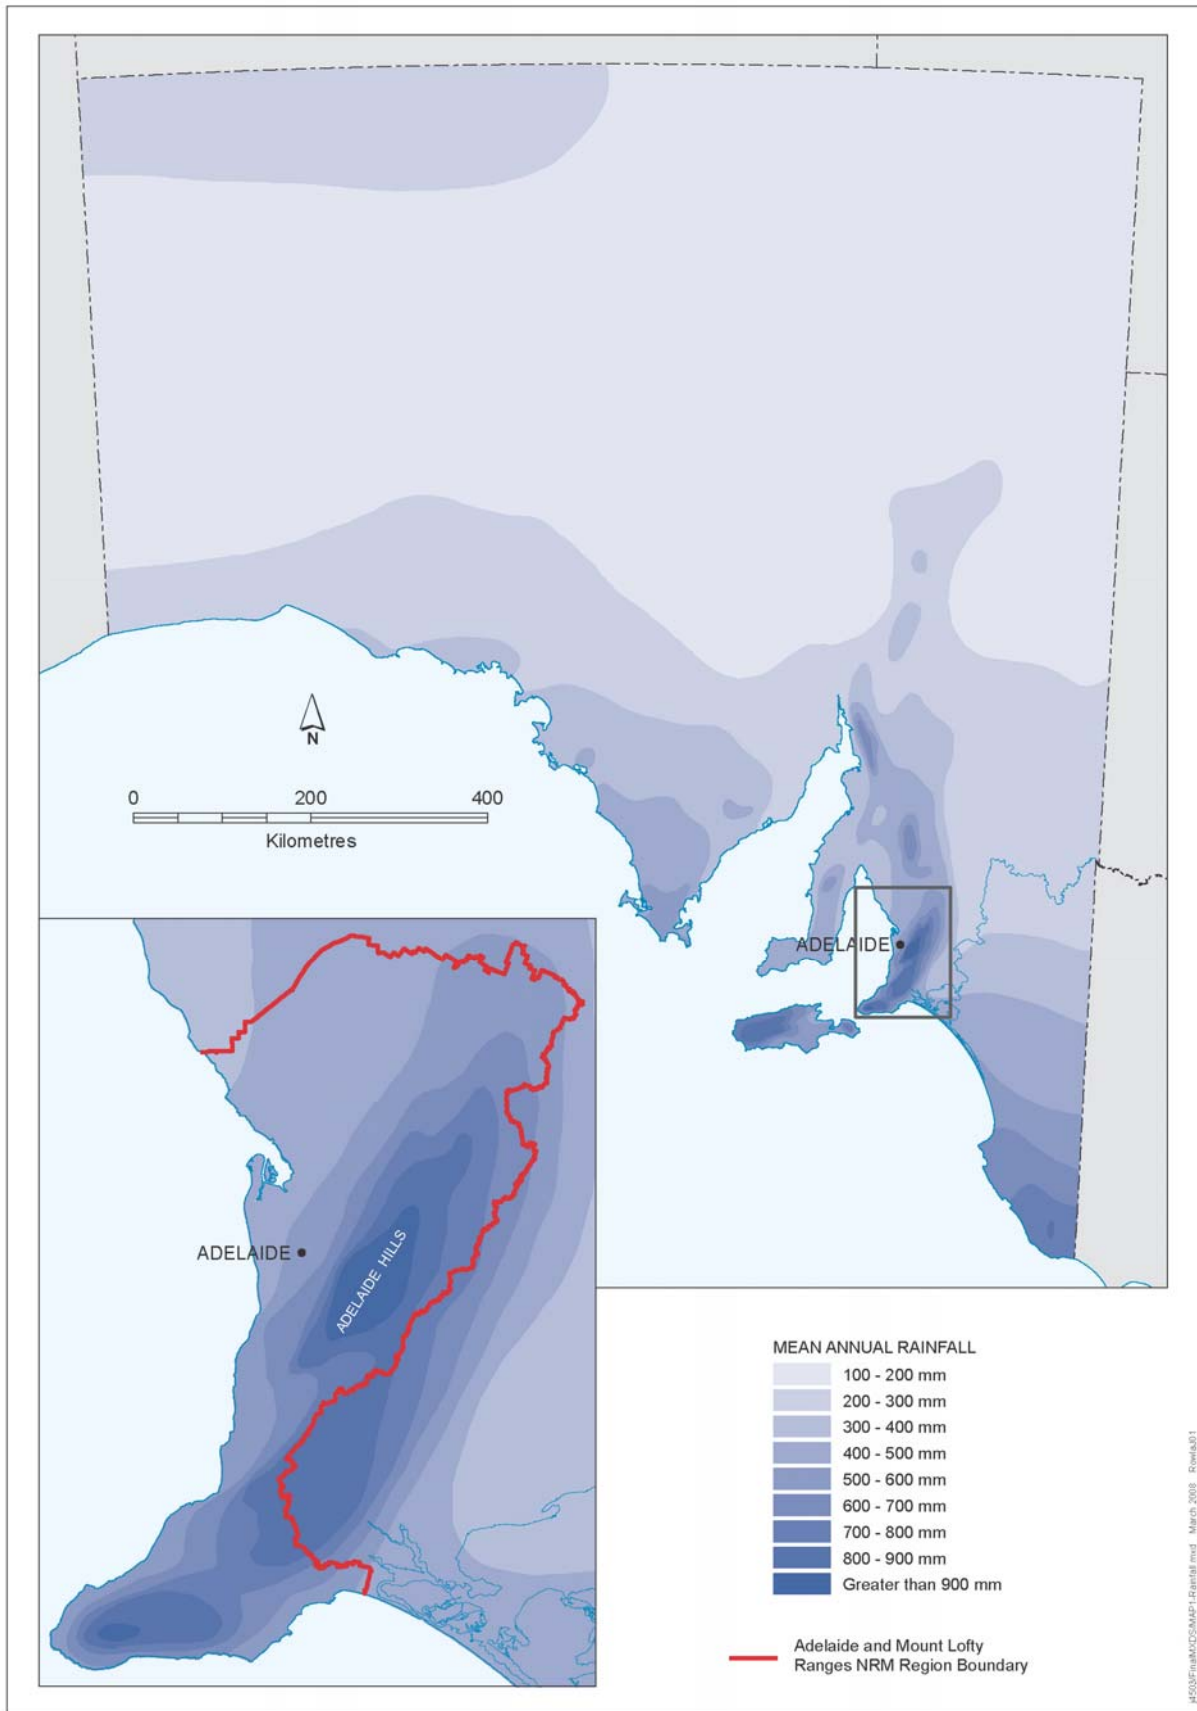 N
0
200
400
Kilometres
ADELAIDE
ADELAIDE
ADELAIDE HILLS
MEAN ANNUAL RAINFALL
100 - 200 mm
200 - 300 mm
300 - 400 mm
400 - 500 mm
500 - 600 mm
600 - 700 mm
700 - 800 mm
800 - 900 mm
Greater than 900 mm
Adelaide and Mount Lofty
Ranges NRM Region Boundary
March 2008